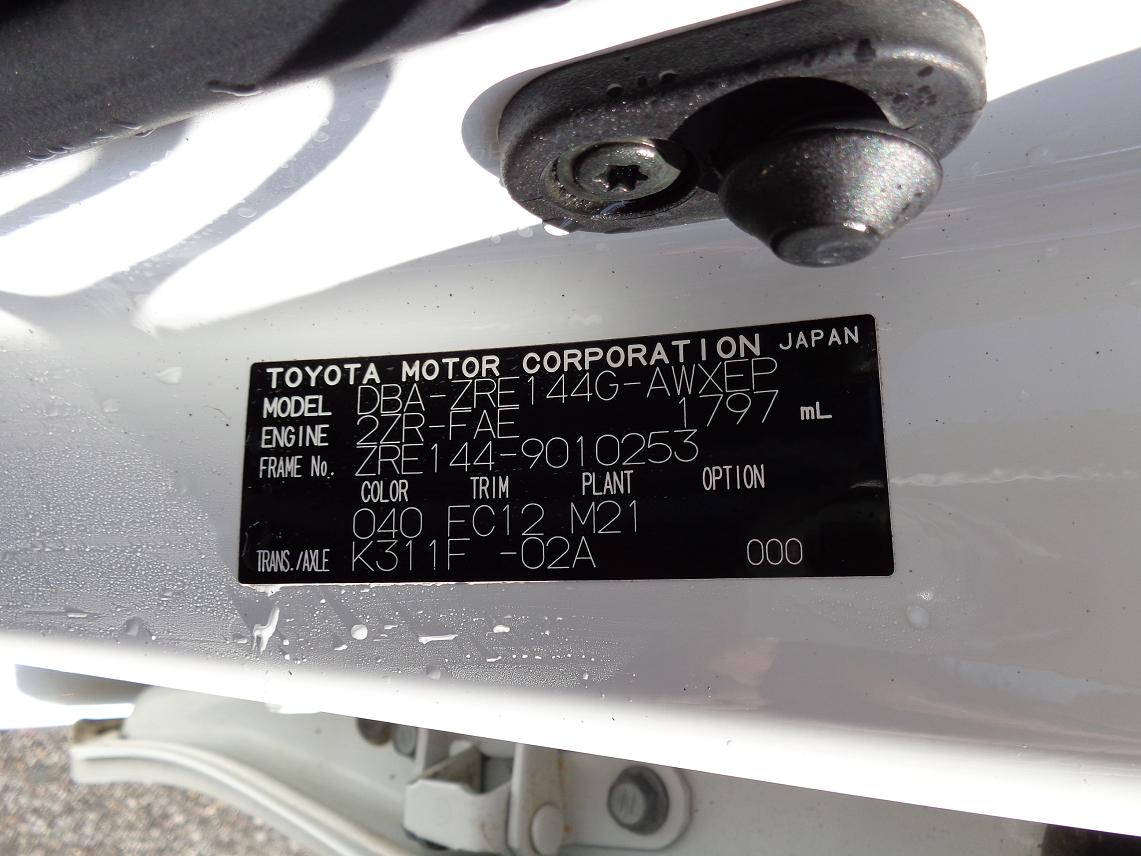 TOYOTA MOTOR CORPORATION JAPAN
MODEL DBA-ZRE144G-AWXEP
ENGINE 2ZR-FAE 1797 mL
FRAME No. ZRE144-9010253
COLOR TRIM PLANT OPTION
040 FC12 M21
TRANS./AXLE K311F -02A 000